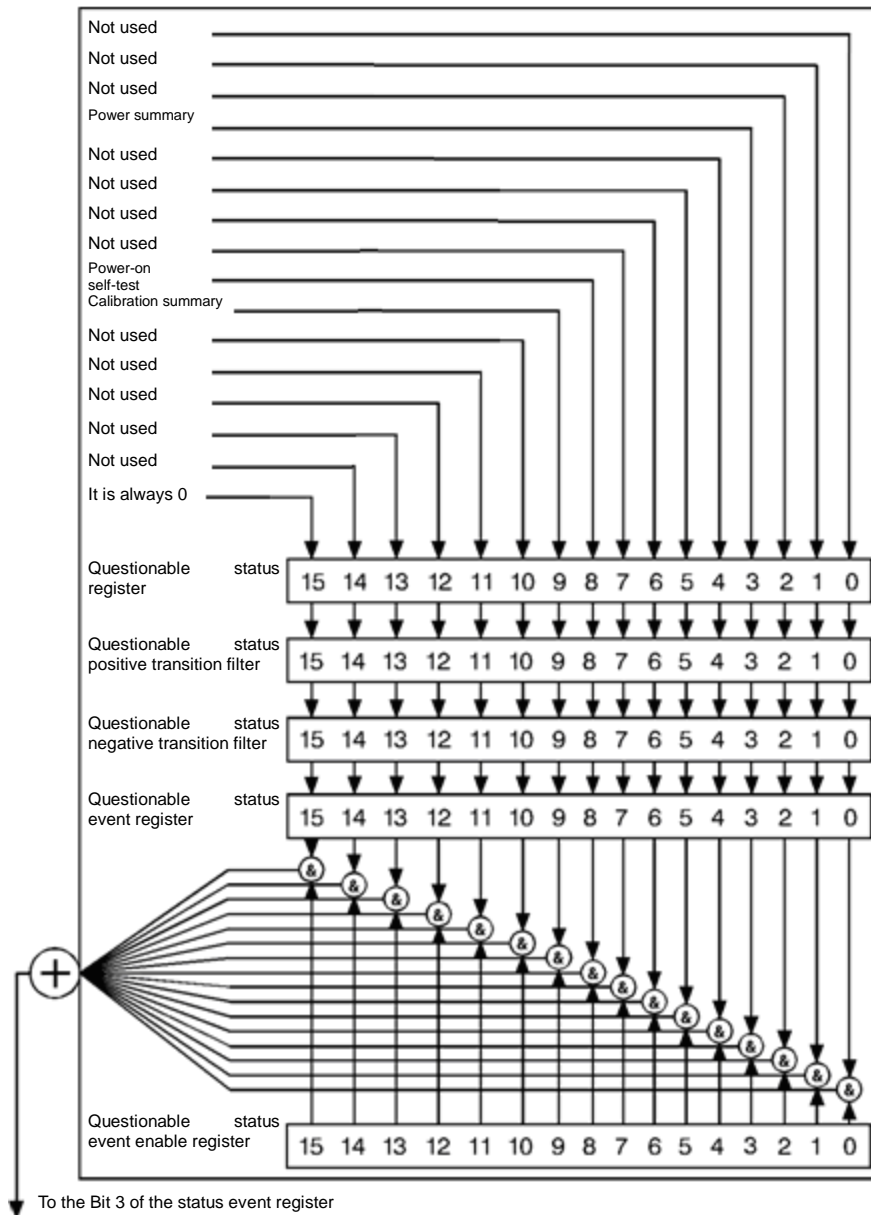 Not used
Not used
Not used
Power summary
Not used
Not used
Not used
Not used
Power-on
self-test
Calibration summary
Not used
Not used
Not used
Not used
Not used
It is always 0
Questionable status
register
15 14 13 12 11 10 9 8 7 6 5 4 3 2 1 0
Questionable status
positive transition filter
15 14 13 12 11 10 9 8 7 6 5 4 3 2 1 0
Questionable status
negative transition filter
15 14 13 12 11 10 9 8 7 6 5 4 3 2 1 0
Questionable status
event register
15 14 13 12 11 10 9 8 7 6 5 4 3 2 1 0
& & & & & & & & & & & & & & & &
+
Questionable status
event enable register
15 14 13 12 11 10 9 8 7 6 5 4 3 2 1 0
To the Bit 3 of the status event register